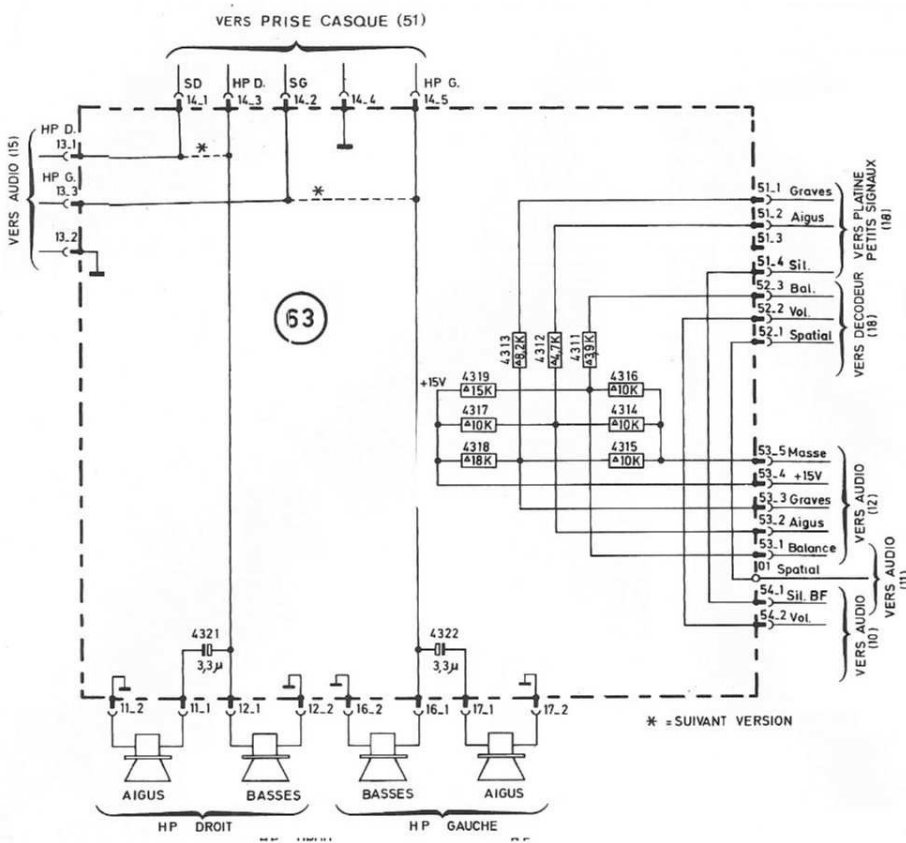 VERS PRISE CASQUE (51)
SD
HP D.
SG
HP G.
14_1
14_3
14_2
14_4
14_5
HP D.
13_1
HP G.
13_3
13_2
VERS AUDIO (15)
*
*
63
51_1 Graves
51_2 Aigus
51_3
51_4 Sil.
VERS PLATINE
PETITS SIGNAUX
(18)
52_3 Bal.
52_2 Vol.
52_1 Spatial
VERS DECODEUR
(18)
4313
8,2K
4312
4,7K
4311
3,9K
+15V
4319
15K
4316
10K
4317
10K
4314
10K
4318
18K
4315
10K
53_5 Masse
53_4 +15V
53_3 Graves
53_2 Aigus
53_1 Balance
VERS AUDIO
(12)
01 Spatial
VERS AUDIO
(11)
54_1 Sil. BF
54_2 Vol.
VERS AUDIO
(10)
4321
3,3µ
4322
3,3µ
11_2
11_1
12_1
12_2
16_2
16_1
17_1
17_2
* = SUIVANT VERSION
AIGUS
BASSES
BASSES
AIGUS
HP DROIT
HP GAUCHE